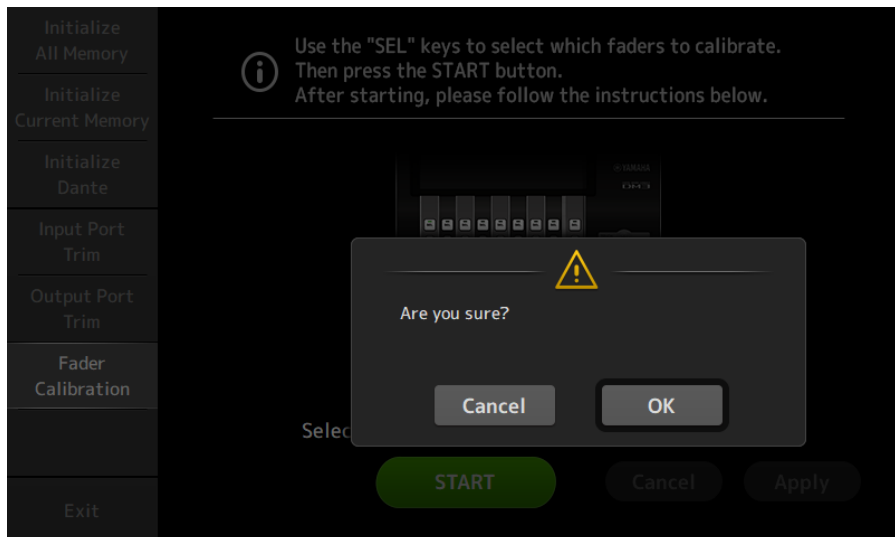 Initialize
All Memory
Initialize
Current Memory
Initialize
Dante
Input Port
Trim
Output Port
Trim
Fader
Calibration
Exit
Use the "SEL" keys to select which faders to calibrate.
Then press the START button.
After starting, please follow the instructions below.
YAMAHA
DM3
Are you sure?
Cancel
OK
Selec
START
Cancel
Apply